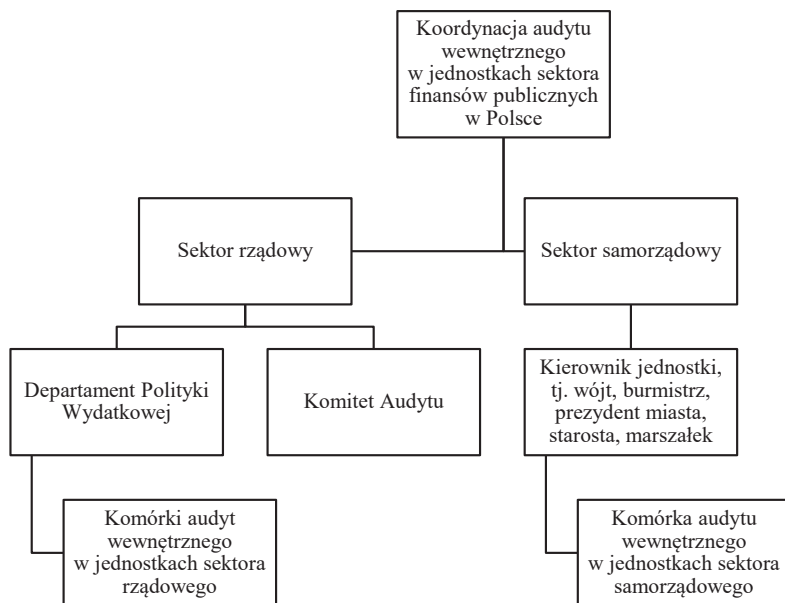 Koordynacja audytu
wewnętrznego
w jednostkach sektora
finansów publicznych
w Polsce
Sektor rządowy
Sektor samorządowy
Departament Polityki
Wydatkowej
Komitet Audytu
Kierownik jednostki,
tj. wójt, burmistrz,
prezydent miasta,
starosta, marszałek
Komórki audyt
wewnętrznego
w jednostkach sektora
rządowego
Komórka audytu
wewnętrznego
w jednostkach sektora
samorządowego